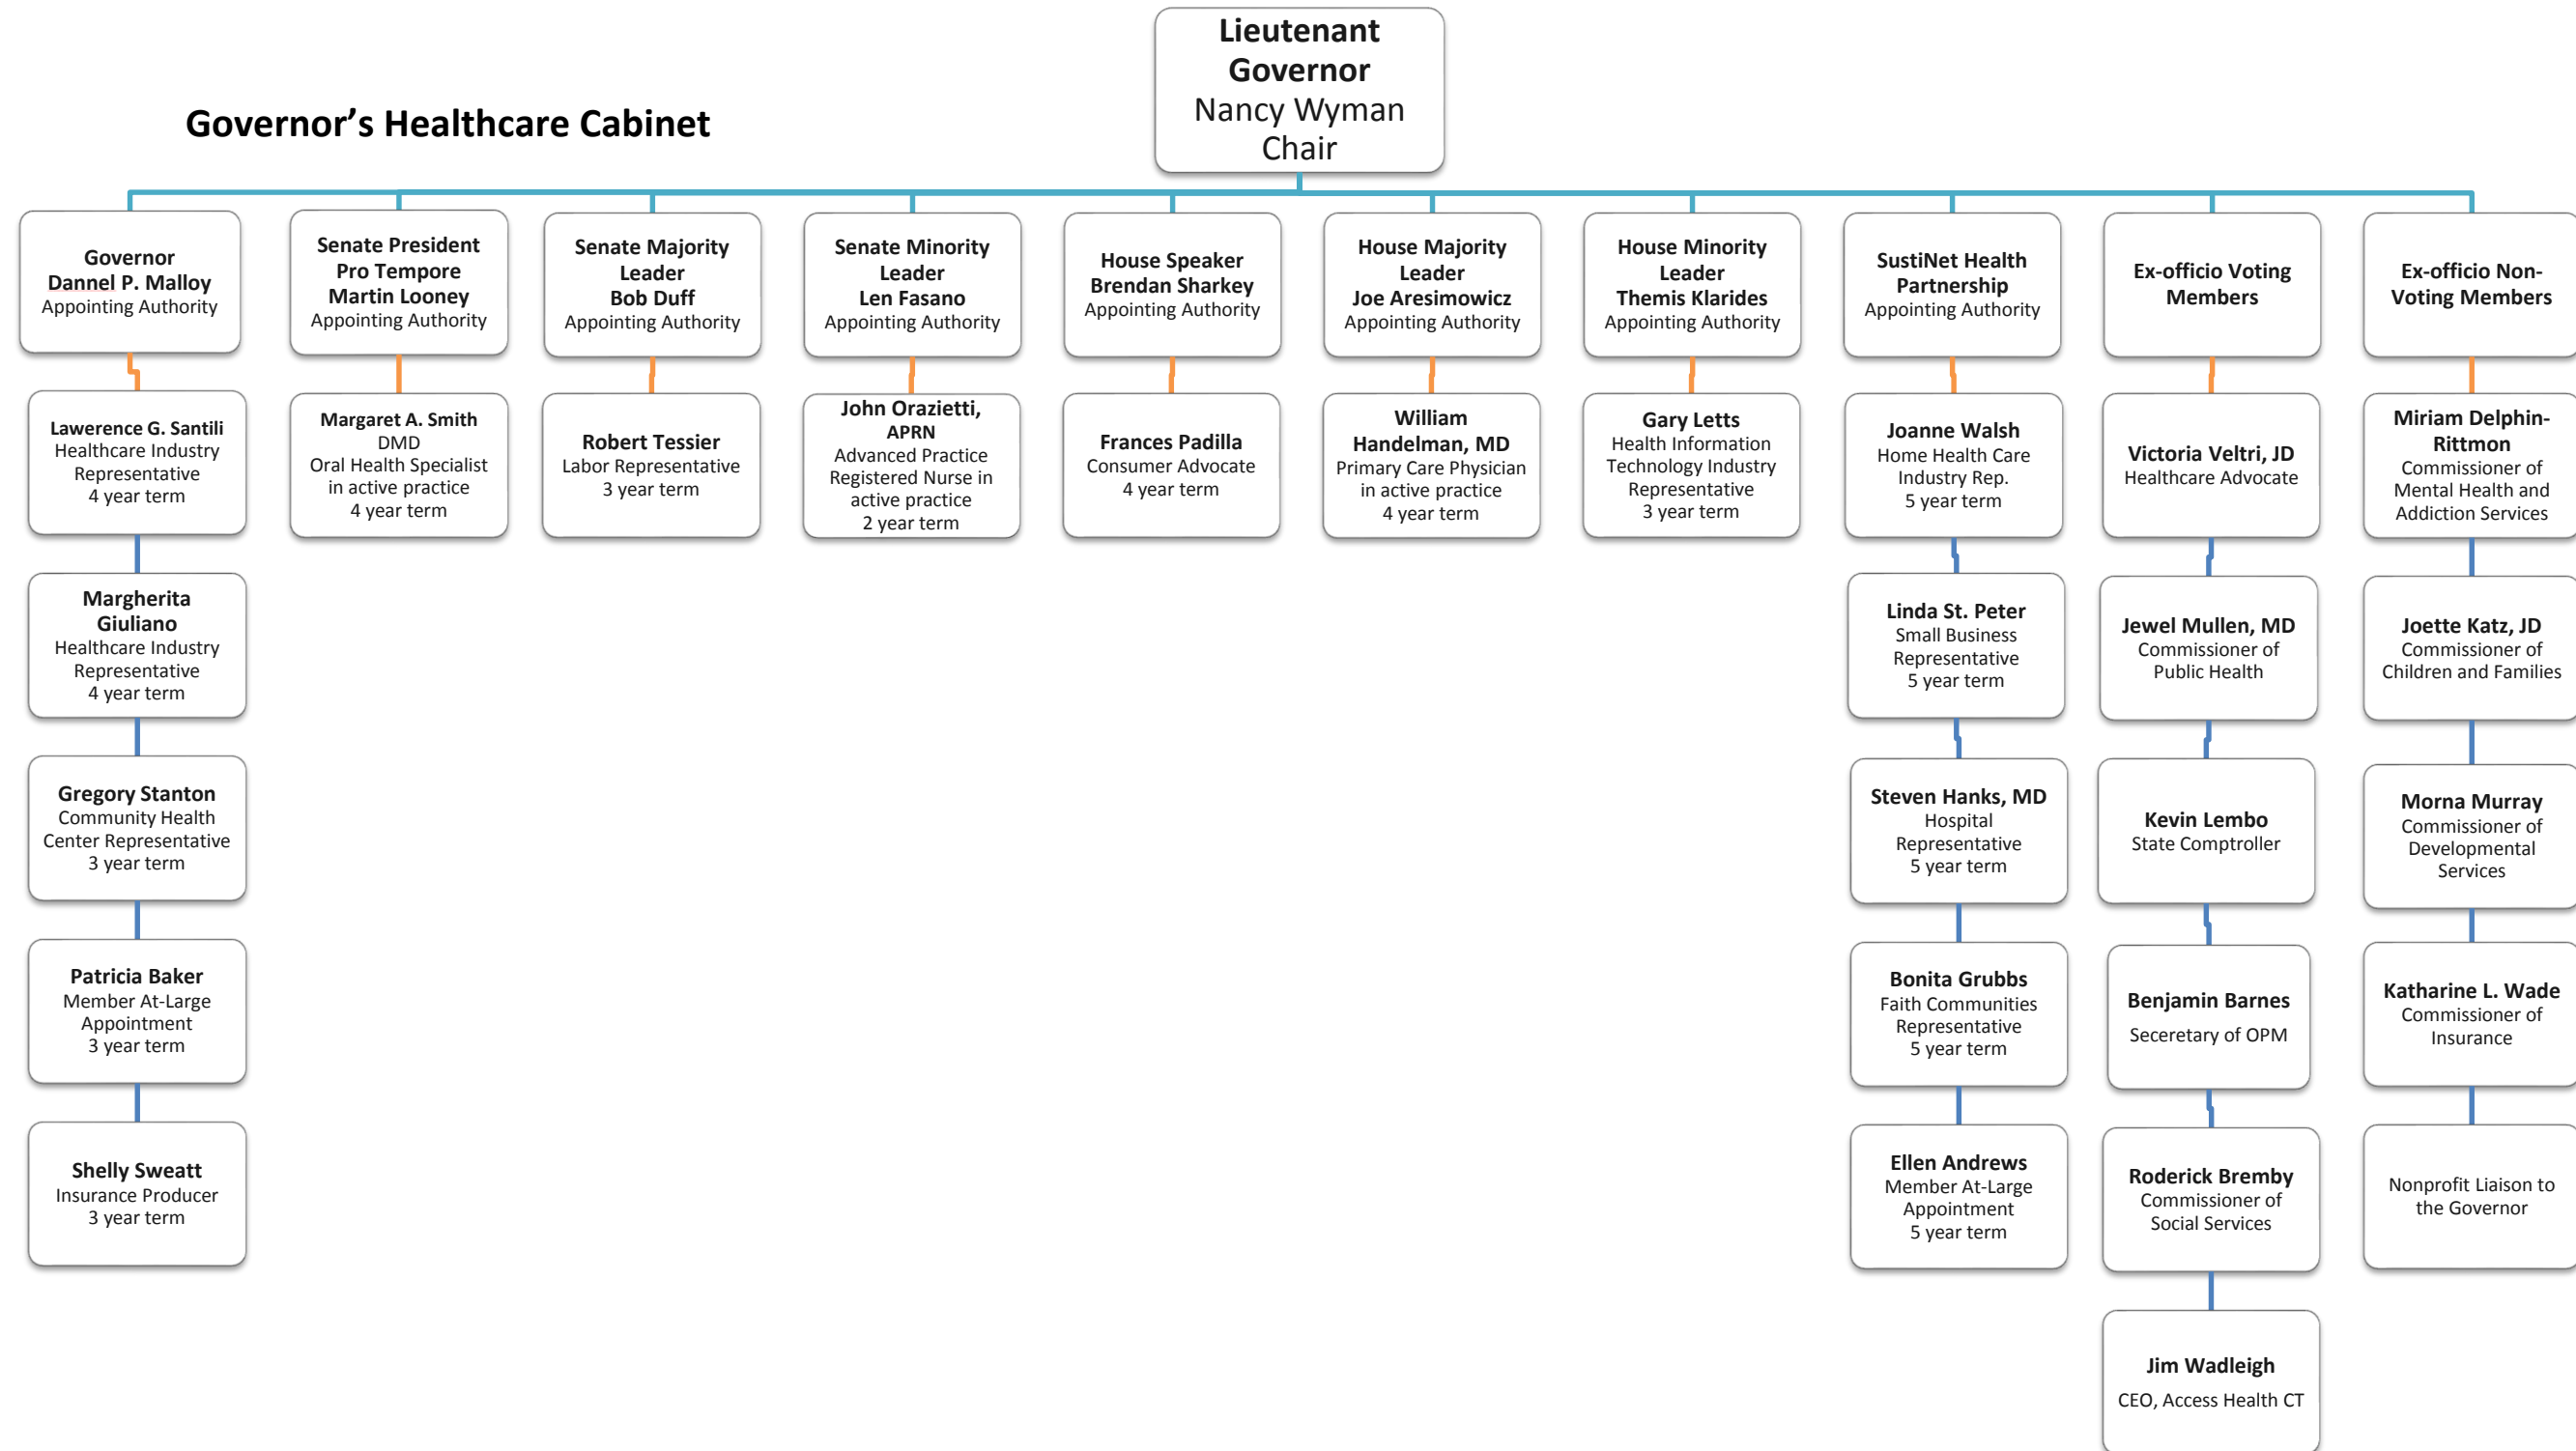 Lieutenant
Governor
Nancy Wyman
Chair
Governor’s Healthcare Cabinet
Governor
Dannel P. Malloy
Appointing Authority
Senate President
Pro Tempore
Martin Looney
Appointing Authority
Senate Majority
Leader
Bob Duff
Appointing Authority
Senate Minority
Leader
Len Fasano
Appointing Authority
House Speaker
Brendan Sharkey
Appointing Authority
House Majority
Leader
Joe Aresimowicz
Appointing Authority
House Minority
Leader
Themis Klarides
Appointing Authority
SustiNet Health
Partnership
Appointing Authority
Ex-officio Voting
Members
Ex-officio Non-
Voting Members
Lawerence G. Santili
Healthcare Industry
Representative
4 year term
Margaret A. Smith
DMD
Oral Health Specialist
in active practice
4 year term
Robert Tessier
Labor Representative
3 year term
John Orazietti,
APRN
Advanced Practice
Registered Nurse in
active practice
2 year term
Frances Padilla
Consumer Advocate
4 year term
William
Handelman, MD
Primary Care Physician
in active practice
4 year term
Gary Letts
Health Information
Technology Industry
Representative
3 year term
Joanne Walsh
Home Health Care
Industry Rep.
5 year term
Victoria Veltri, JD
Healthcare Advocate
Miriam Delphin-
Rittmon
Commissioner of
Mental Health and
Addiction Services
Margherita
Giuliano
Healthcare Industry
Representative
4 year term
Linda St. Peter
Small Business
Representative
5 year term
Jewel Mullen, MD
Commissioner of
Public Health
Joette Katz, JD
Commissioner of
Children and Families
Gregory Stanton
Community Health
Center Representative
3 year term
Steven Hanks, MD
Hospital
Representative
5 year term
Kevin Lembo
State Comptroller
Morna Murray
Commissioner of
Developmental
Services
Patricia Baker
Member At-Large
Appointment
3 year term
Bonita Grubbs
Faith Communities
Representative
5 year term
Benjamin Barnes
Seceretary of OPM
Katharine L. Wade
Commissioner of
Insurance
Shelly Sweatt
Insurance Producer
3 year term
Ellen Andrews
Member At-Large
Appointment
5 year term
Roderick Bremby
Commissioner of
Social Services
Nonprofit Liaison to
the Governor
Jim Wadleigh
CEO, Access Health CT